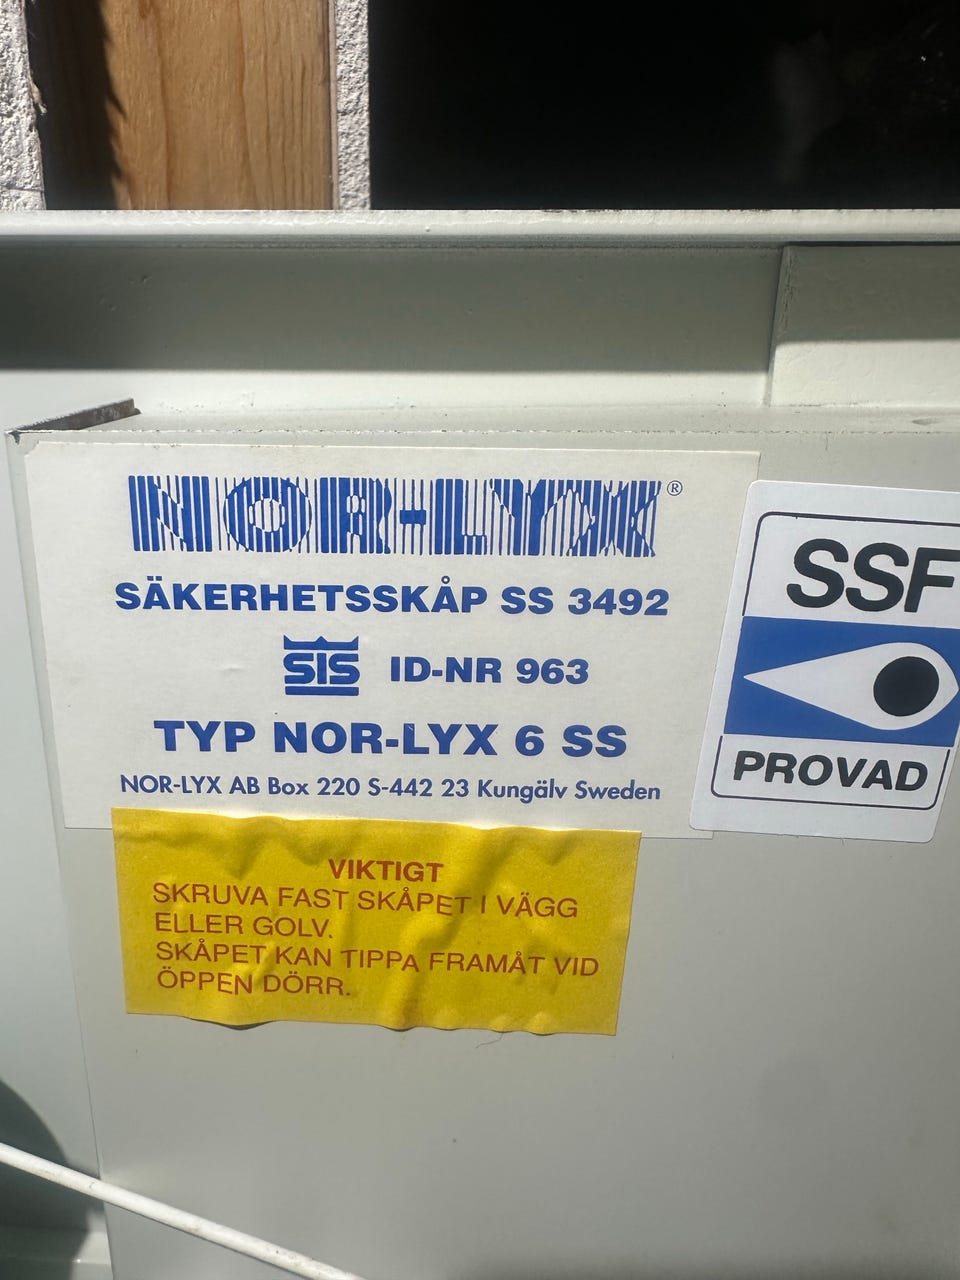 NOR-LYX®
SÄKERHETSSKÅP SS 3492
SIS ID-NR 963
TYP NOR-LYX 6 SS
NOR-LYX AB Box 220 S-442 23 Kungälv Sweden
SSF
PROVAD
VIKTIGT
SKRUVA FAST SKÅPET I VÄGG
ELLER GOLV.
SKÅPET KAN TIPPA FRAMÅT VID
ÖPPEN DÖRR.